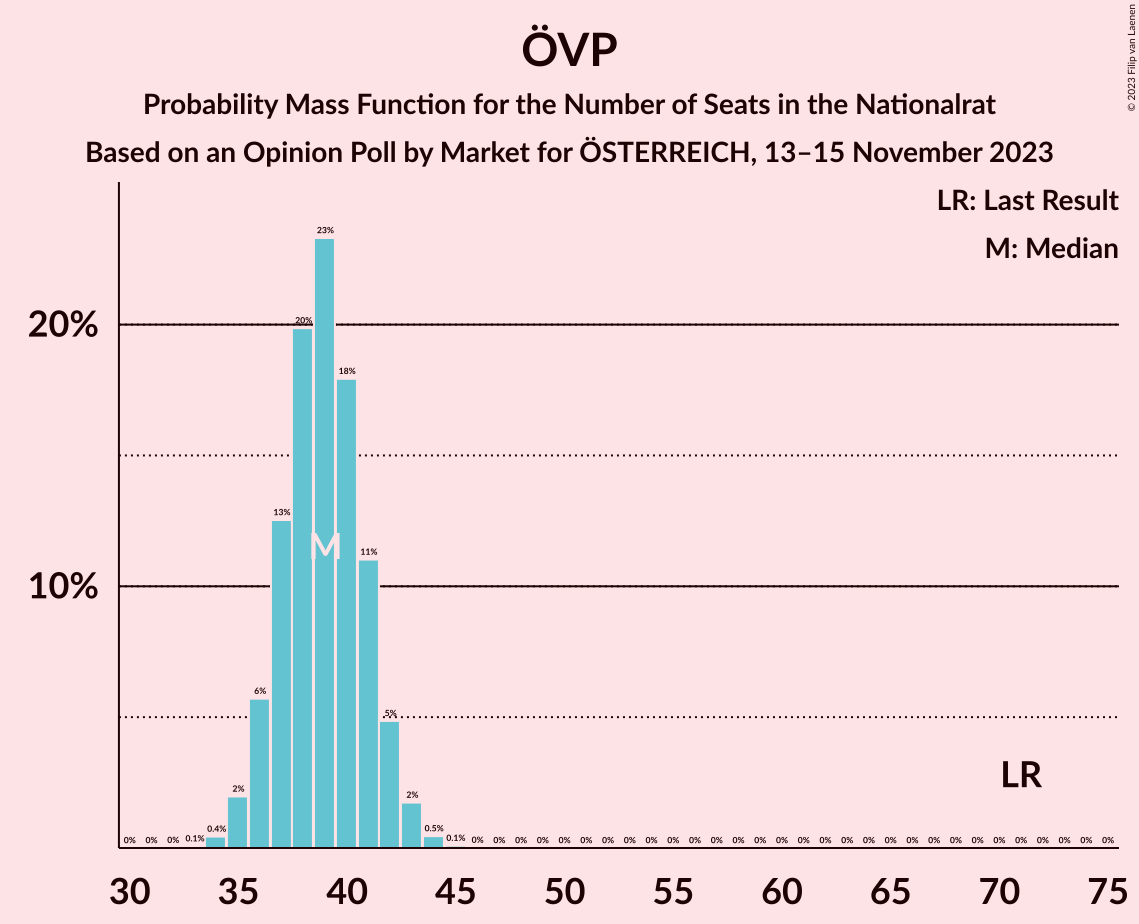 ÖVP
Probability Mass Function for the Number of Seats in the Nationalrat
Based on an Opinion Poll by Market for ÖSTERREICH, 13–15 November 2023
© 2023 Filip van Laenen
LR: Last Result
M: Median
20%
10%
0% 0% 0% 0.1% 0.4% 2% 6% 13% 20% 23% 18% 11% 5% 2% 0.5% 0.1% 0% 0% 0% 0% 0% 0% 0% 0% 0% 0% 0% 0% 0% 0% 0% 0% 0% 0% 0% 0% 0% 0% 0% 0% 0% 0% 0% 0% 0% 0%
M
LR
30 35 40 45 50 55 60 65 70 75